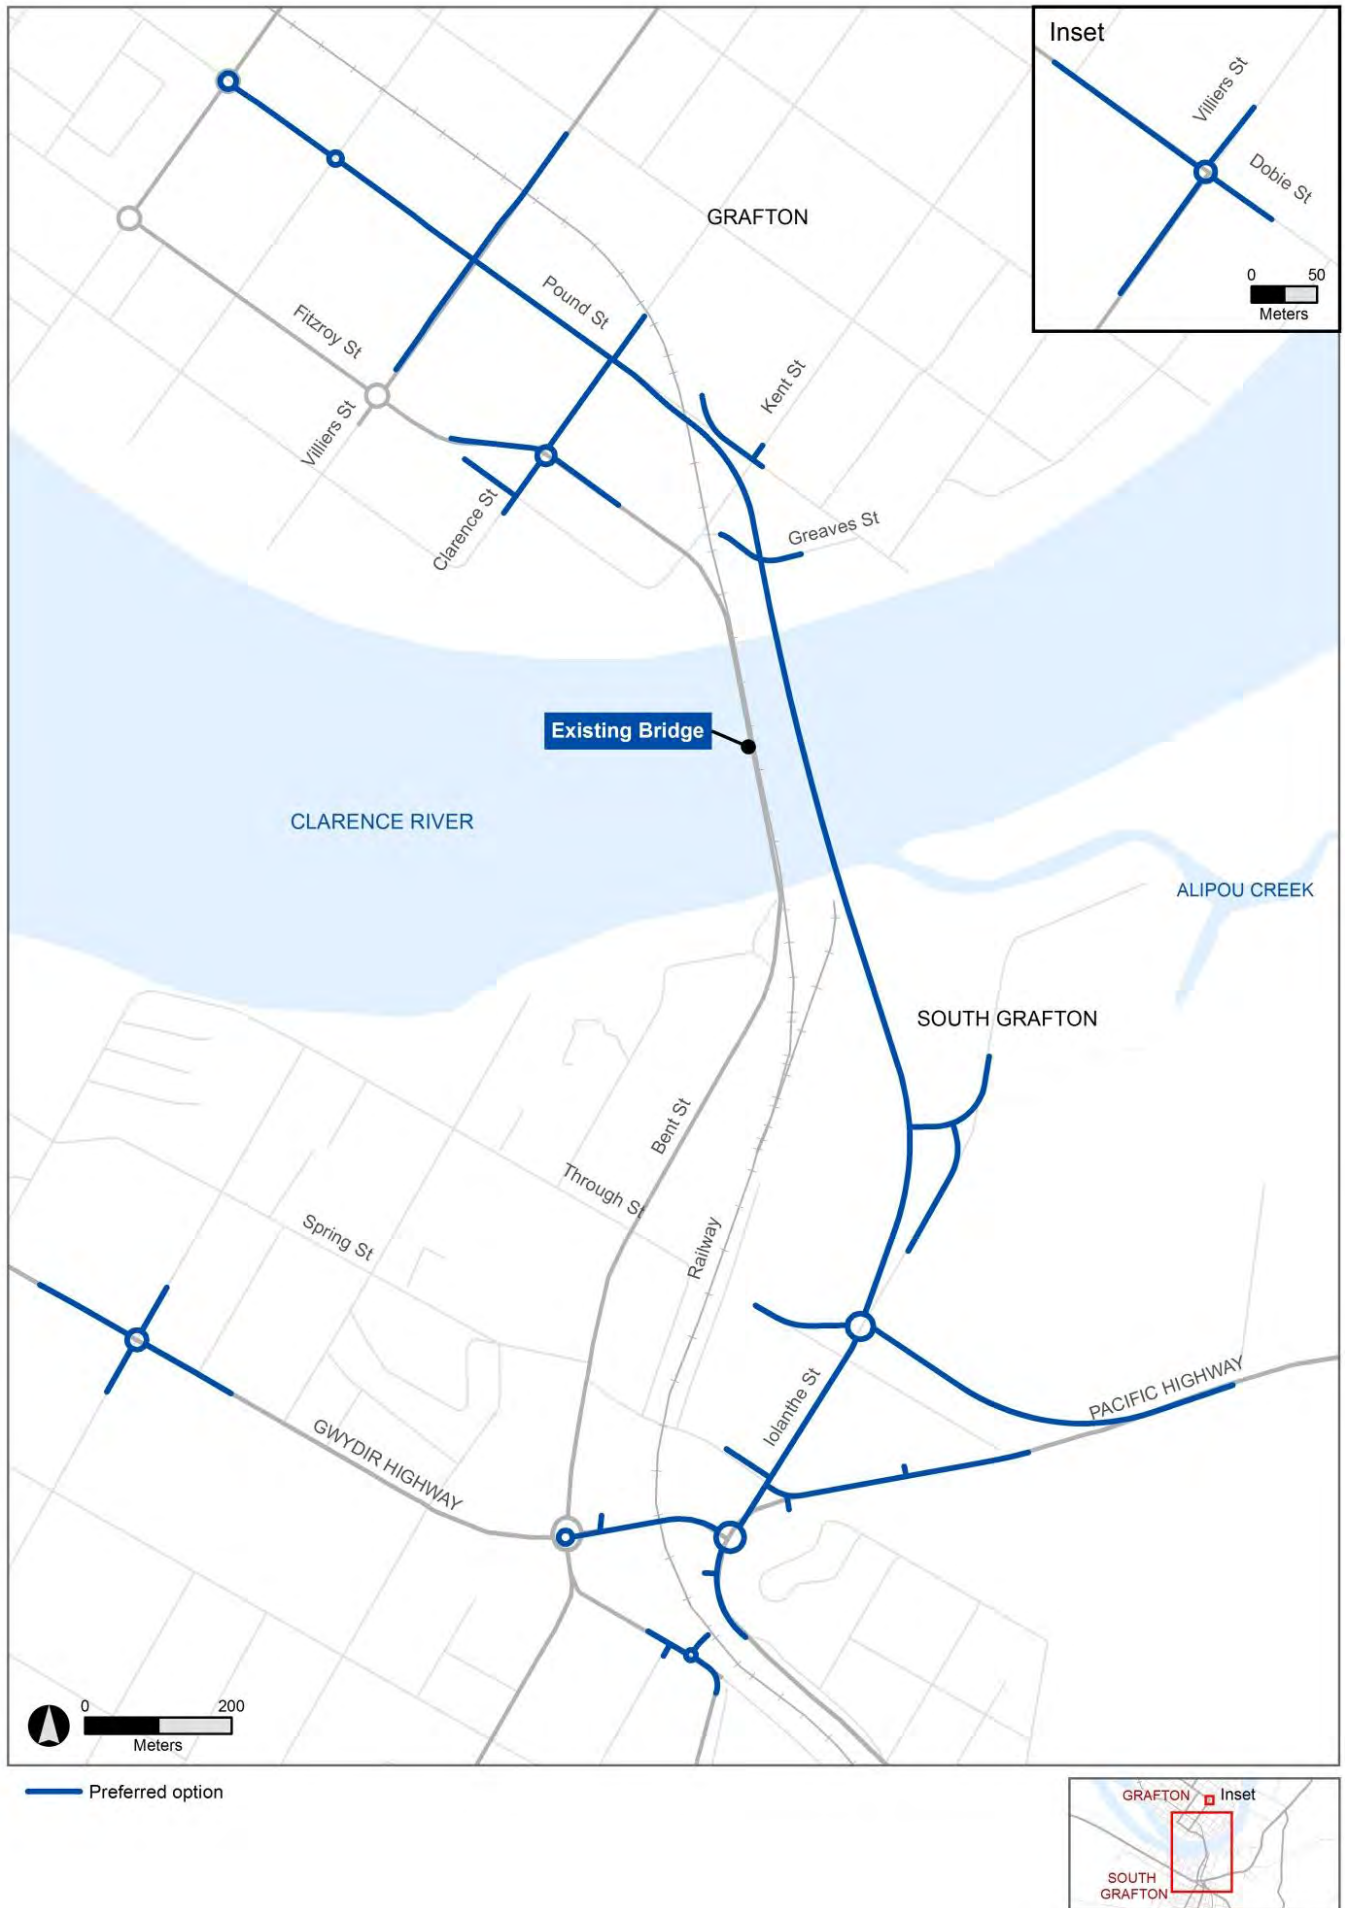 Inset
Villiers St
Dobie St
0 50
Meters
GRAFTON
Pound St
Fitzroy St
Kent St
Villiers St
Clarence St
Greaves St
Existing Bridge
CLARENCE RIVER
ALIPOU CREEK
SOUTH GRAFTON
Bent St
Through St
Spring St
Railway
Iolanthe St
PACIFIC HIGHWAY
GWYDIR HIGHWAY
0 200
Meters
Preferred option
GRAFTON
Inset
SOUTH
GRAFTON